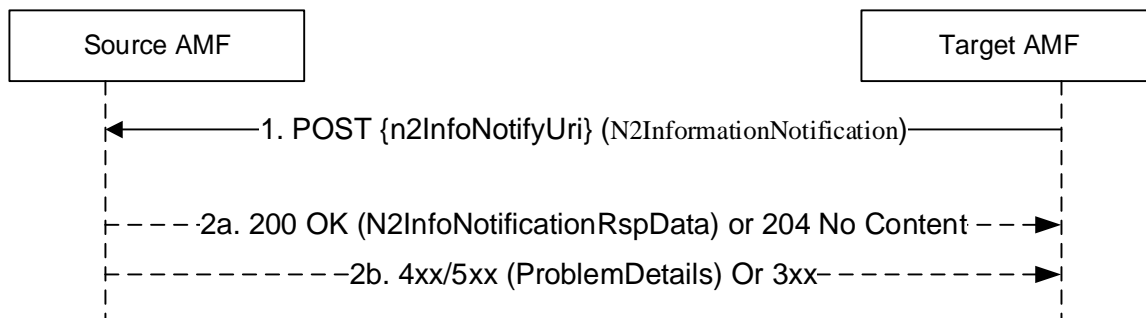 Source AMF
Target AMF
1. POST {n2InfoNotifyUri} (N2InformationNotification)
2a. 200 OK (N2InfoNotificationRspData) or 204 No Content
2b. 4xx/5xx (ProblemDetails) Or 3xx